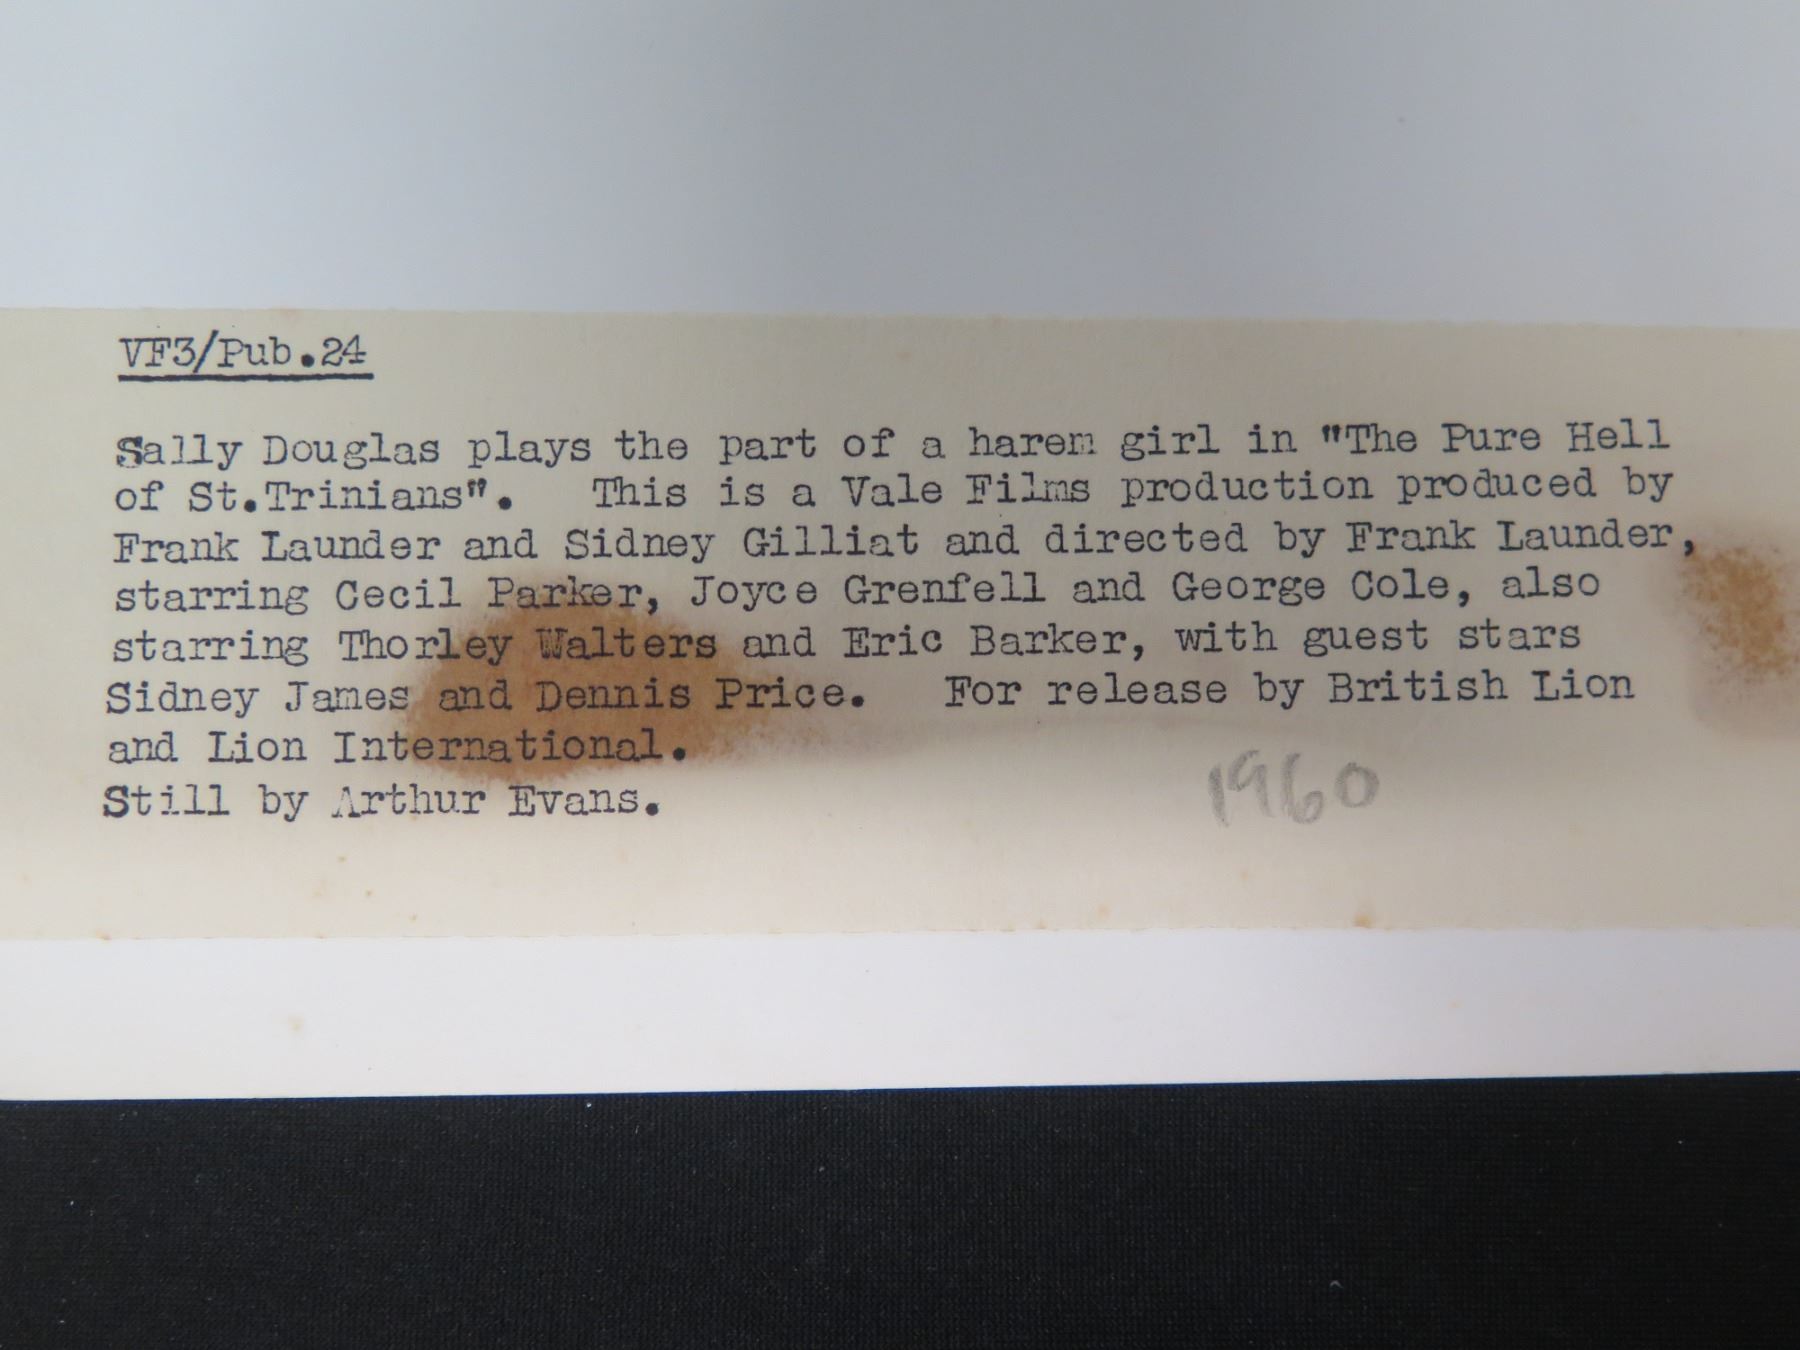 VF3/Pub.24
Sally Douglas plays the part of a harem girl in "The Pure Hell
of St.Trinians". This is a Vale Films production produced by
Frank Launder and Sidney Gilliat and directed by Frank Launder,
starring Cecil Parker, Joyce Grenfell and George Cole, also
starring Thorley Walters and Eric Barker, with guest stars
Sidney James and Dennis Price. For release by British Lion
and Lion International.
Still by Arthur Evans.
1960